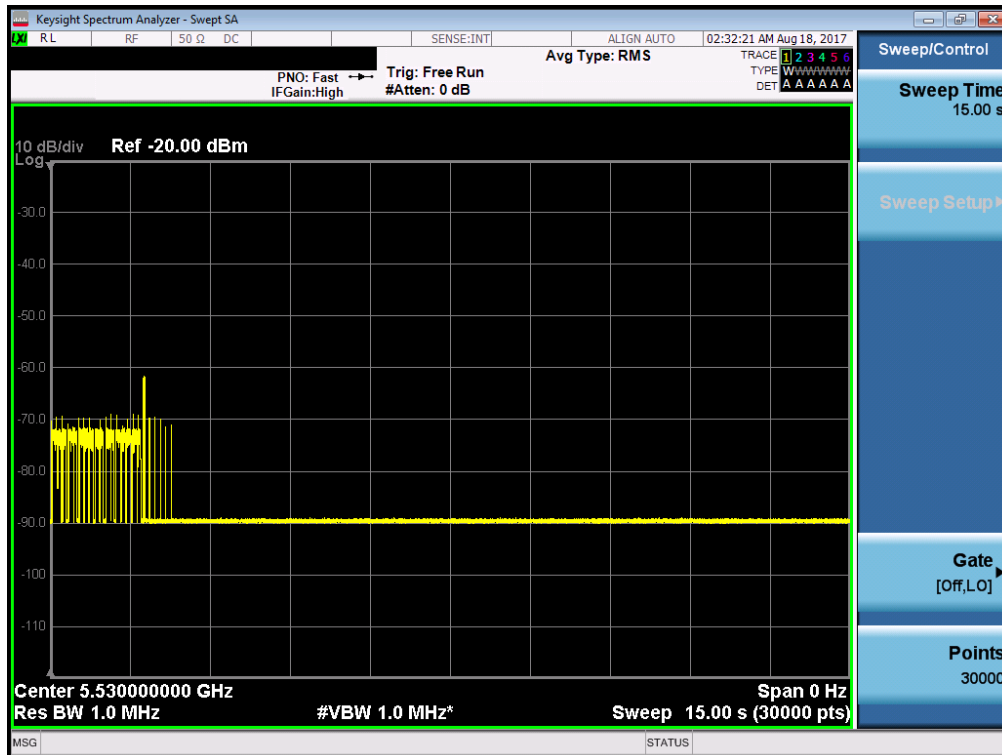 Keysight Spectrum Analyzer - Swept SA
LXI RL RF 50 Ω DC SENSE:INT ALIGN AUTO 02:32:21 AM Aug 18, 2017
Sweep/Control
Avg Type: RMS TRACE 1 2 3 4 5 6
PNO: Fast Trig: Free Run TYPE W
IFGain:High #Atten: 0 dB DET A A A A A A
Sweep Time
15.00 s
10 dB/div Ref -20.00 dBm
Log
Sweep Setup
-30.0
-40.0
-50.0
-60.0
-70.0
-80.0
-90.0
-100
-110
Gate
[Off,LO]
Points
30000
Center 5.530000000 GHz Span 0 Hz
Res BW 1.0 MHz #VBW 1.0 MHz* Sweep 15.00 s (30000 pts)
MSG STATUS